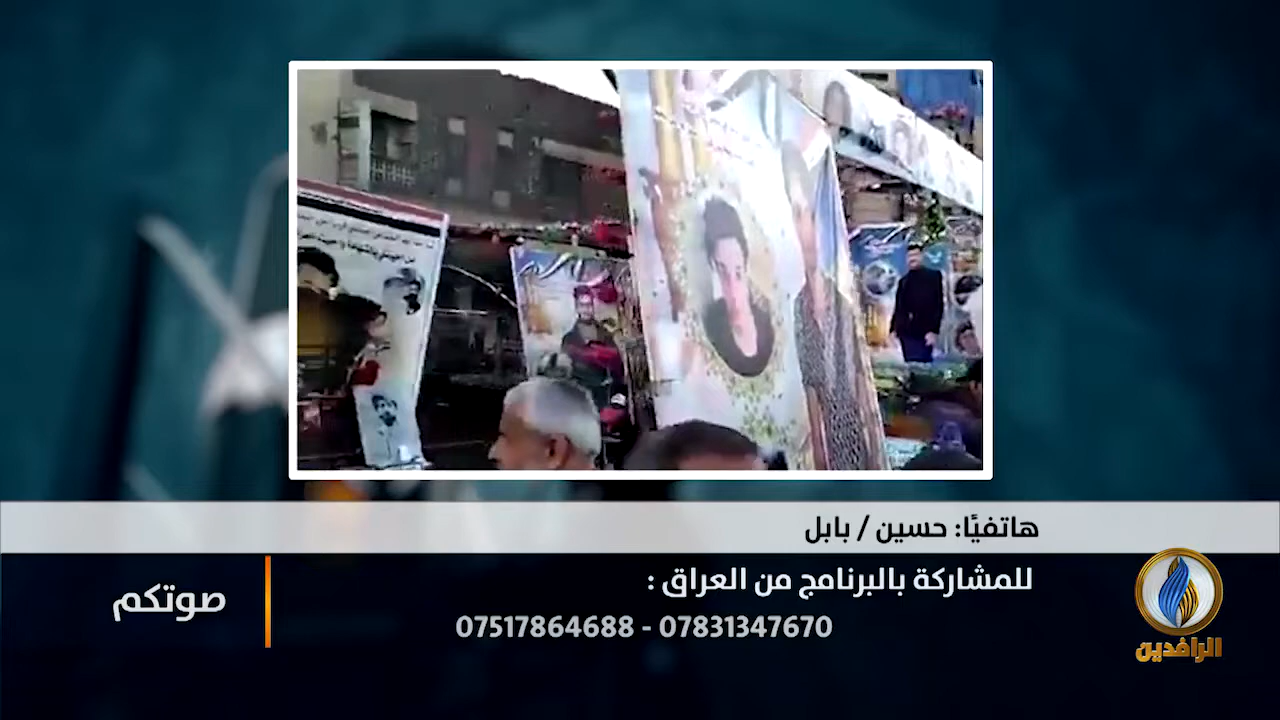 هاتفيًا: حسين / بابل
للمشاركة بالبرنامج من العراق :
07517864688 - 07831347670
صوتكم
الرافدين